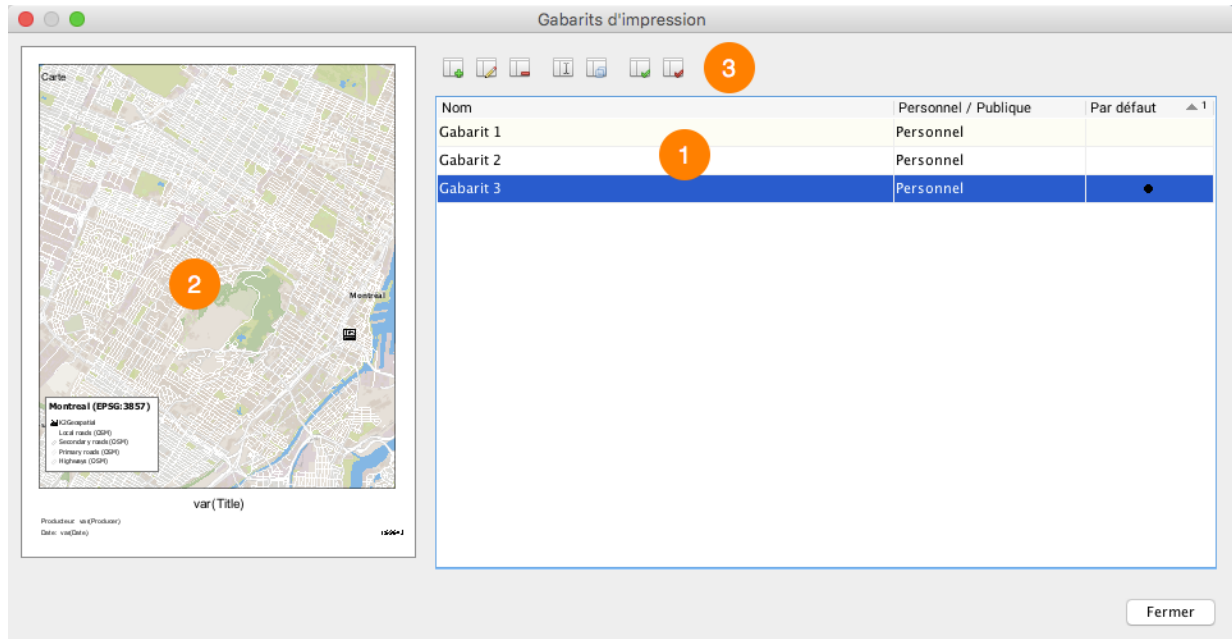 Gabarits d'impression
3
Nom Personnel / Publique Par défaut 1
Gabarit 1 Personnel
1
Gabarit 2 Personnel
Gabarit 3 Personnel
Carte
2
Montreal
Montreal (EPSG:3857)
K2Geospatial
Local roads (OSM)
Secondary roads (OSM)
Primary roads (OSM)
Highways (OSM)
var(Title)
Producteur: var(Producer)
Date: var(Date)
Fermer